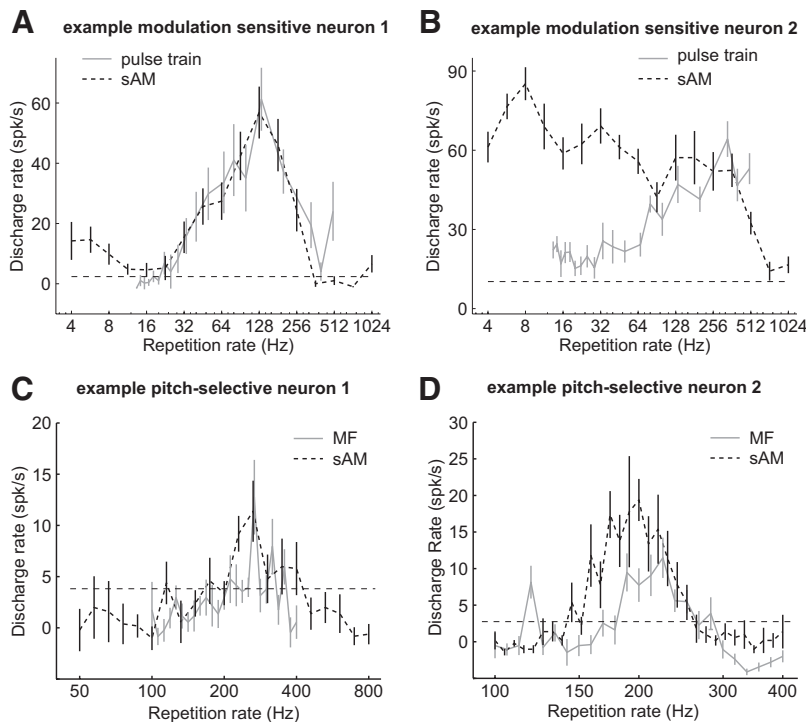 A
example modulation sensitive neuron 1
pulse train
sAM
Discharge rate (spk/s)
60
40
20
0
4 8 16 32 64 128 256 512 1024
Repetition rate (Hz)
B
example modulation sensitive neuron 2
pulse train
sAM
Discharge rate (spk/s)
90
60
30
0
4 8 16 32 64 128 256 512 1024
Repetition rate (Hz)
C
example pitch-selective neuron 1
MF
sAM
Discharge rate (spk/s)
20
15
10
5
0
50 100 200 400 800
Repetition rate (Hz)
D
example pitch-selective neuron 2
MF
sAM
Discharge Rate (spk/s)
30
25
20
15
10
5
0
100 150 200 300 400
Repetition rate (Hz)